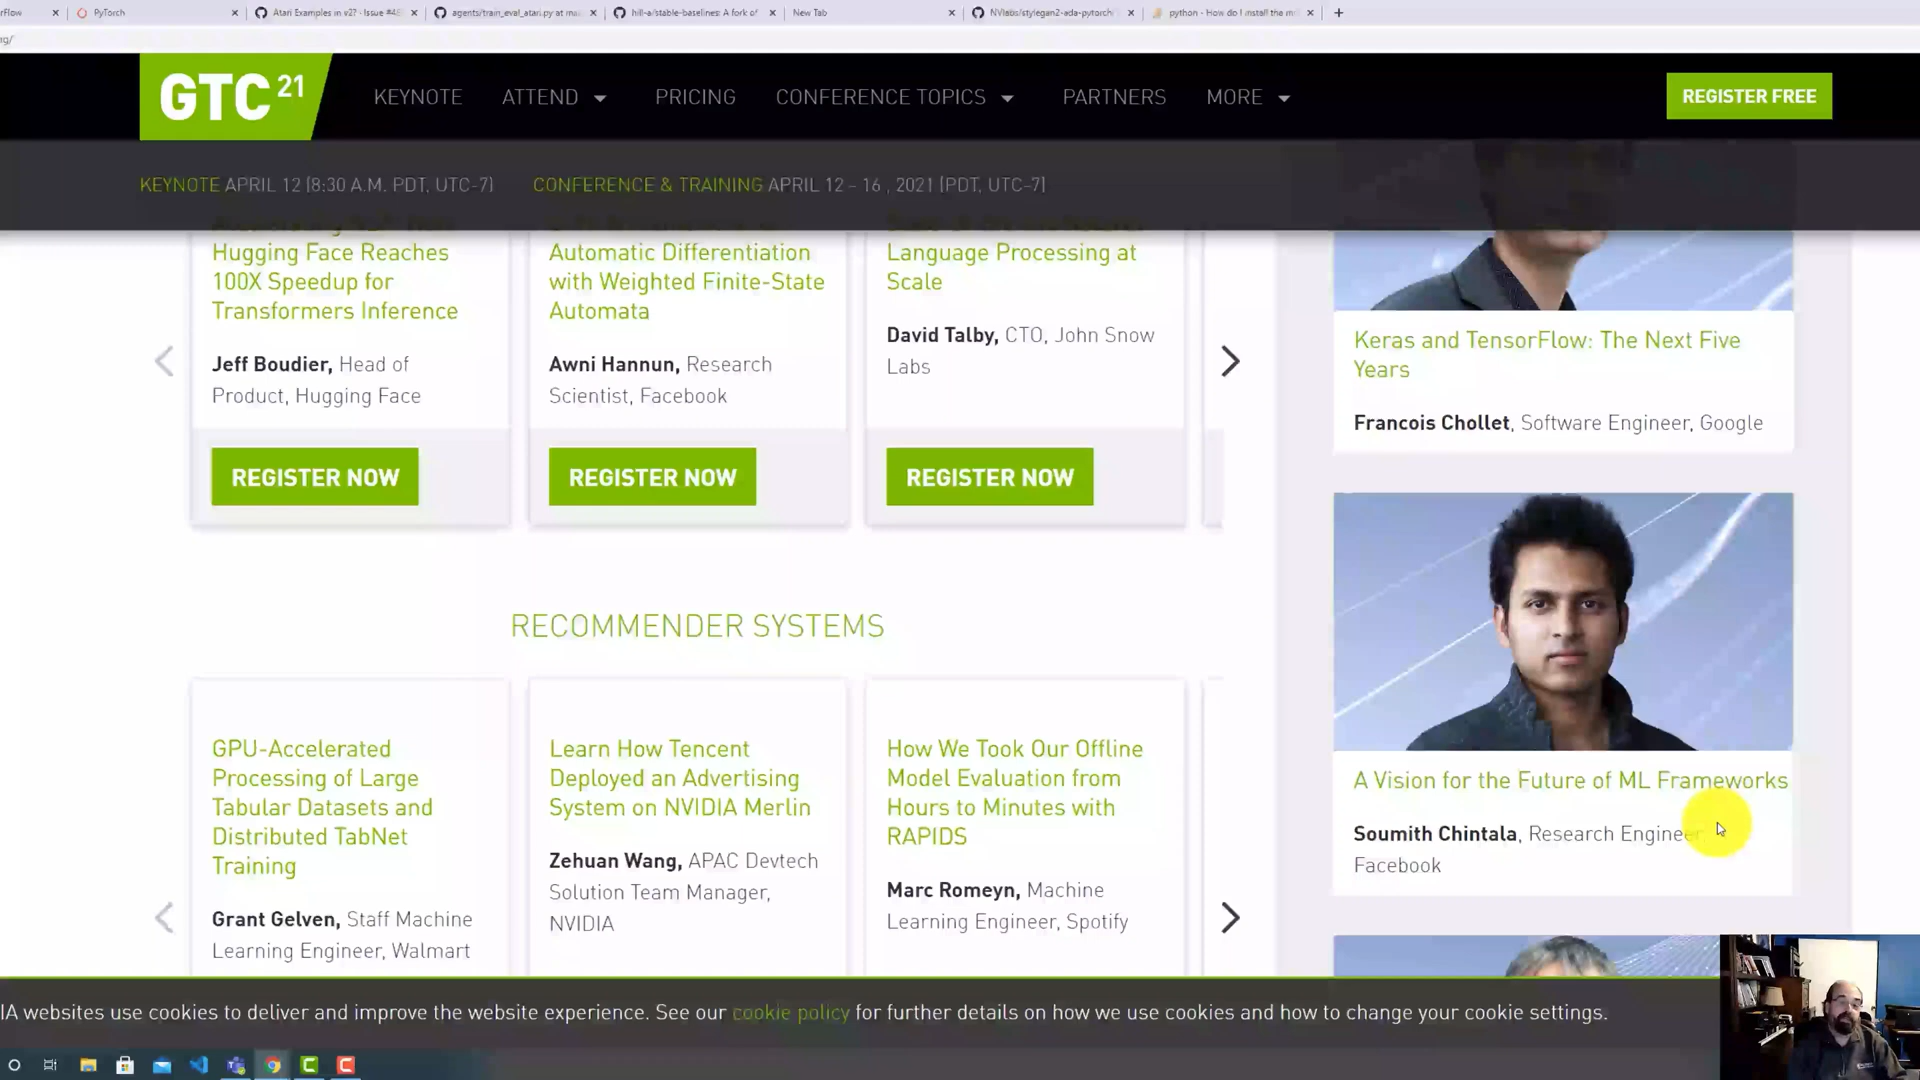 rFlow
PyTorch
Atari Examples in v2? · Issue #46
agents/train_eval_atari.py at ma
hill-a/stable-baselines: A fork of
New Tab
NVlabs/stylegan2-ada-pytorch:
python - How do I install the m
rg/
GTC 21
KEYNOTE
ATTEND
PRICING
CONFERENCE TOPICS
PARTNERS
MORE
REGISTER FREE
KEYNOTE APRIL 12 [8:30 A.M. PDT, UTC-7]
CONFERENCE & TRAINING APRIL 12 – 16 , 2021 [PDT, UTC-7]
Hugging Face Reaches
100X Speedup for
Transformers Inference
Jeff Boudier, Head of
Product, Hugging Face
REGISTER NOW
Automatic Differentiation
with Weighted Finite-State
Automata
Awni Hannun, Research
Scientist, Facebook
REGISTER NOW
Language Processing at
Scale
David Talby, CTO, John Snow
Labs
REGISTER NOW
Keras and TensorFlow: The Next Five
Years
Francois Chollet, Software Engineer, Google
RECOMMENDER SYSTEMS
GPU-Accelerated
Processing of Large
Tabular Datasets and
Distributed TabNet
Training
Grant Gelven, Staff Machine
Learning Engineer, Walmart
Learn How Tencent
Deployed an Advertising
System on NVIDIA Merlin
Zehuan Wang, APAC Devtech
Solution Team Manager,
NVIDIA
How We Took Our Offline
Model Evaluation from
Hours to Minutes with
RAPIDS
Marc Romeyn, Machine
Learning Engineer, Spotify
A Vision for the Future of ML Frameworks
Soumith Chintala, Research Engineer
Facebook
IA websites use cookies to deliver and improve the website experience. See our cookie policy for further details on how we use cookies and how to change your cookie settings.